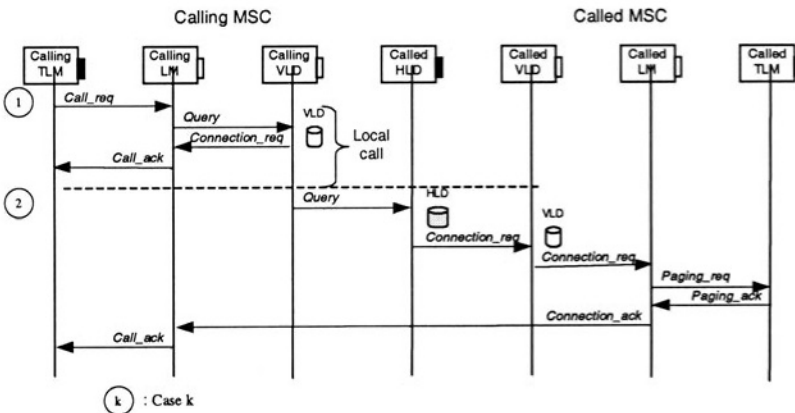 Calling MSC
Called MSC
Calling
TLM
Calling
LM
Calling
VLD
Called
HLD
Called
VLD
Called
LM
Called
TLM
1
Call_req
Query
VLD
Connection_req
Local
call
Call_ack
2
Query
HLD
VLD
Connection_req
Connection_req
Paging_req
Paging_ack
Connection_ack
Call_ack
k : Case k